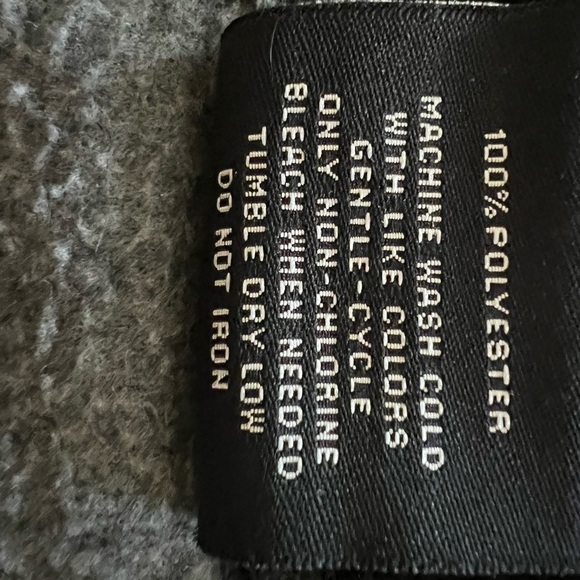 100% POLYESTER
MACHINE WASH COLD
WITH LIKE COLORS
GENTLE-CYCLE
ONLY NON-CHLORINE
BLEACH WHEN NEEDED
TUMBLE DRY LOW
DO NOT IRON